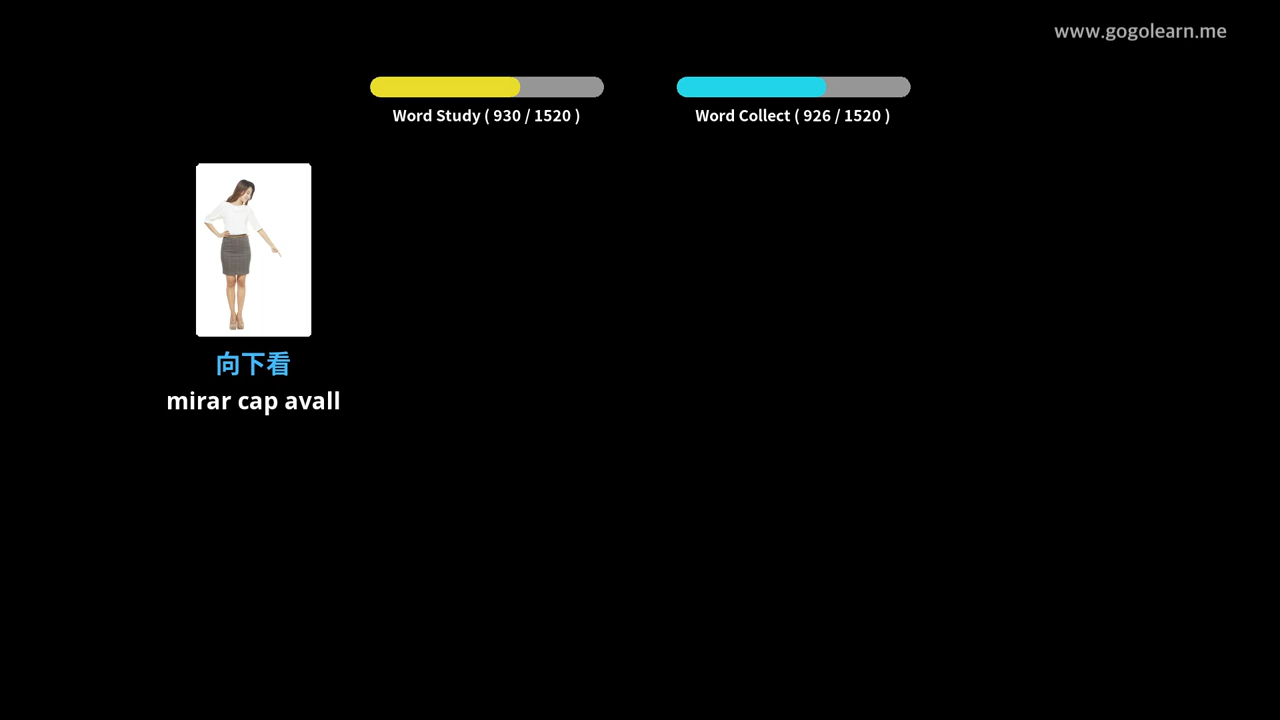 www.gogolearn.me
Word Study ( 930 / 1520 )
Word Collect ( 926 / 1520 )
向下看
mirar cap avall